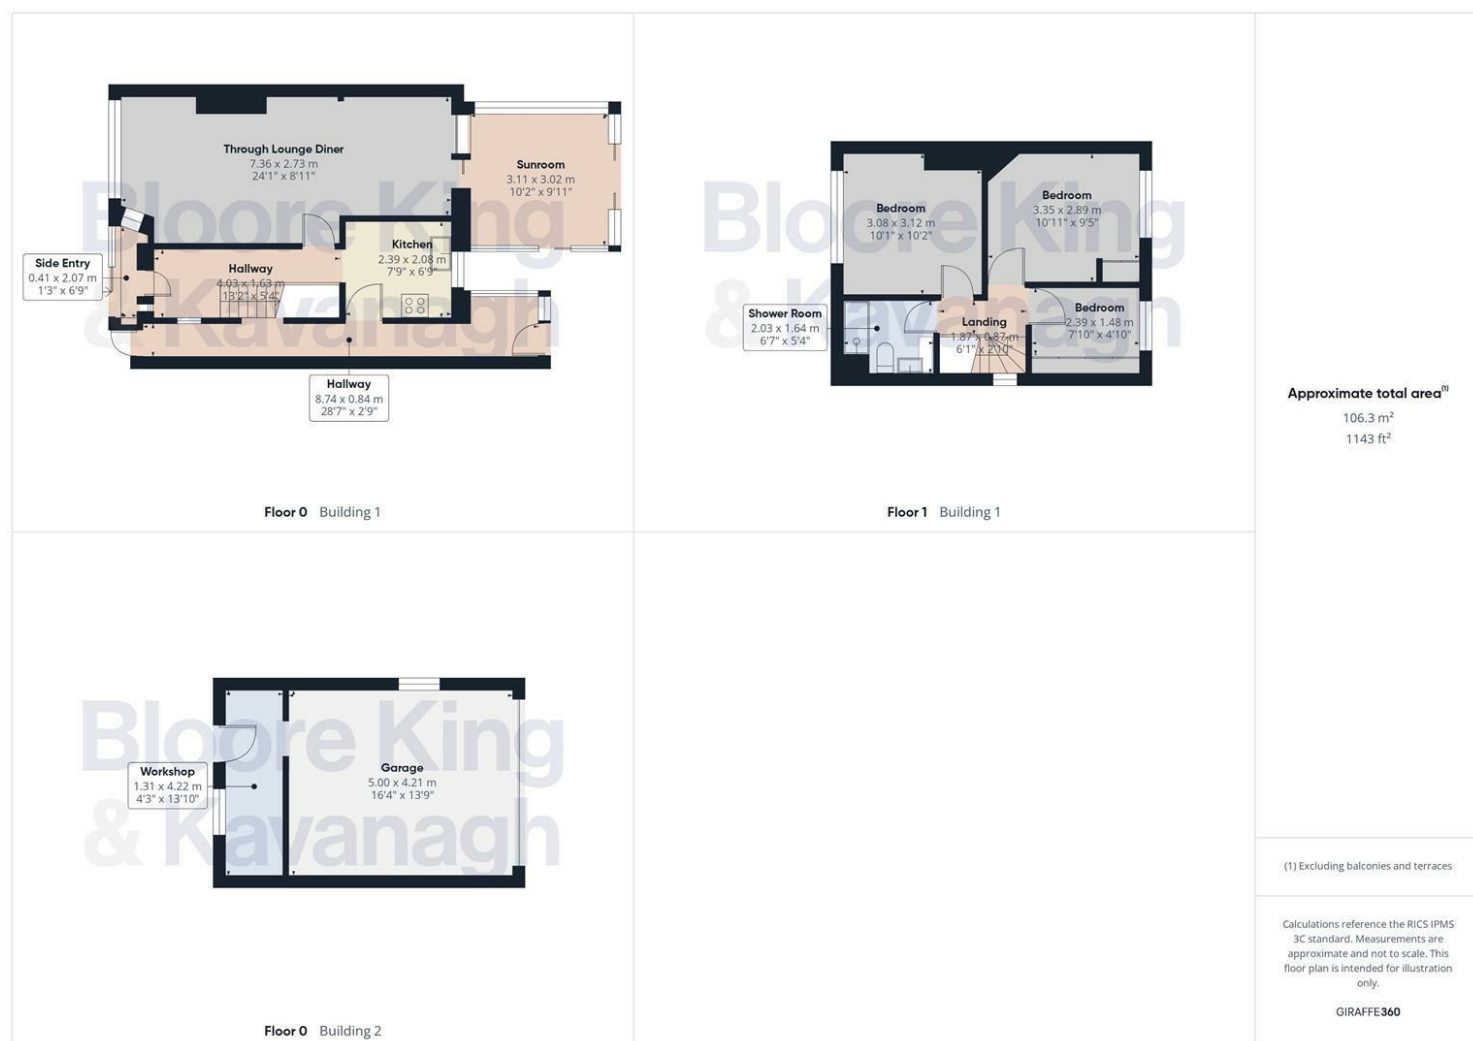 Through Lounge Diner
7.36 x 2.73 m
24'1" x 8'11"
Sunroom
3.11 x 3.02 m
10'2" x 9'11"
Kitchen
2.39 x 2.08 m
7'9" x 6'9"
Side Entry
0.41 x 2.07 m
1'3" x 6'9"
Hallway
4.03 x 1.63 m
13'2" x 5'4"
Hallway
8.74 x 0.84 m
28'7" x 2'9"
Bloore King
& Kavanagh
Floor 0 Building 1
Bedroom
3.08 x 3.12 m
10'1" x 10'2"
Bedroom
3.35 x 2.89 m
10'11" x 9'5"
Shower Room
2.03 x 1.64 m
6'7" x 5'4"
Landing
1.87 x 0.87 m
6'1" x 2'10"
Bedroom
2.39 x 1.48 m
7'10" x 4'10"
Bloore King
& Kavanagh
Floor 1 Building 1
Workshop
1.31 x 4.22 m
4'3" x 13'10"
Garage
5.00 x 4.21 m
16'4" x 13'9"
Bloore King
& Kavanagh
Floor 0 Building 2
Approximate total area(1)
106.3 m²
1143 ft²
(1) Excluding balconies and terraces
Calculations reference the RICS IPMS
3C standard. Measurements are
approximate and not to scale. This
floor plan is intended for illustration
only.
GIRAFFE360